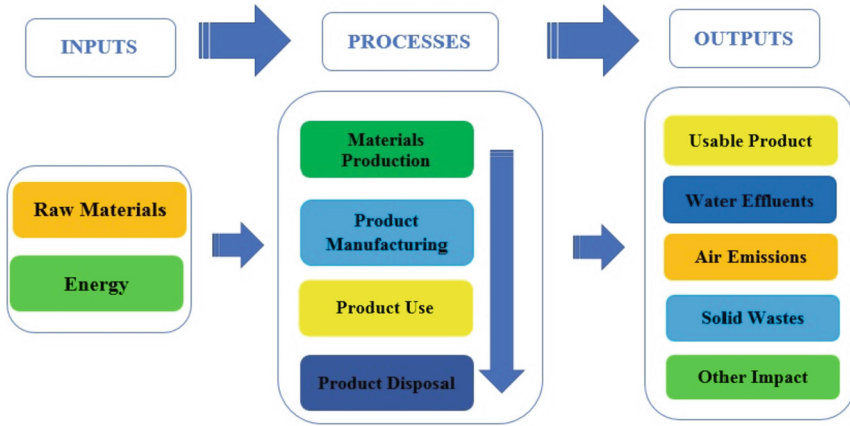 INPUTS
PROCESSES
OUTPUTS
Raw Materials
Energy
Materials
Production
Product
Manufacturing
Product Use
Product Disposal
Usable Product
Water Effluents
Air Emissions
Solid Wastes
Other Impact